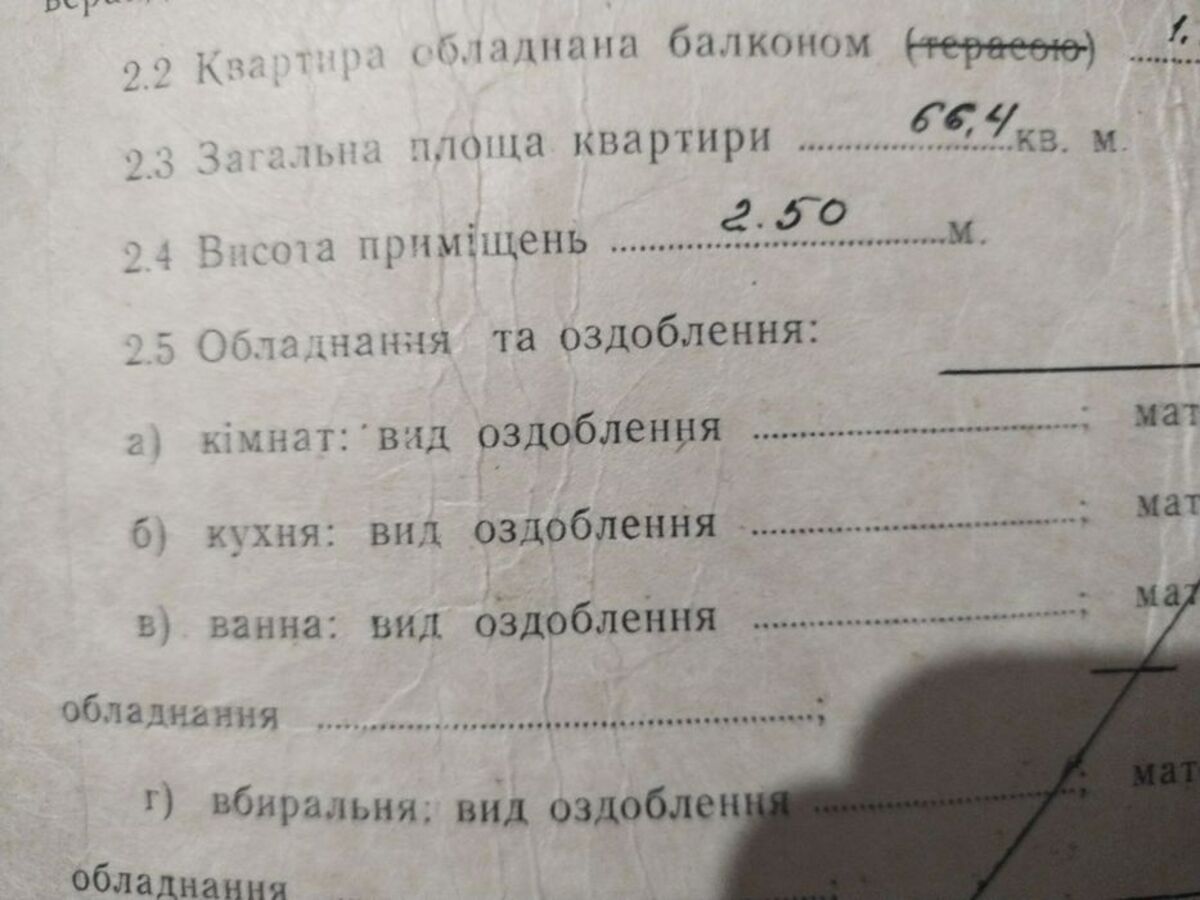 2.2 Квартира обладнана балконом (терасою) ..... 1.
2.3 Загальна площа квартири ..... 66,4 кв. м.
2.4 Висота приміщень ..... 2.50 ..... м.
2.5 Обладнання та оздоблення:
а) кімнат: вид оздоблення .....; мат
б) кухня: вид оздоблення .....; мат
в) ванна: вид оздоблення .....; мат
обладнання .....;
г) вбиральня: вид оздоблення .....; мат
обладнання .....